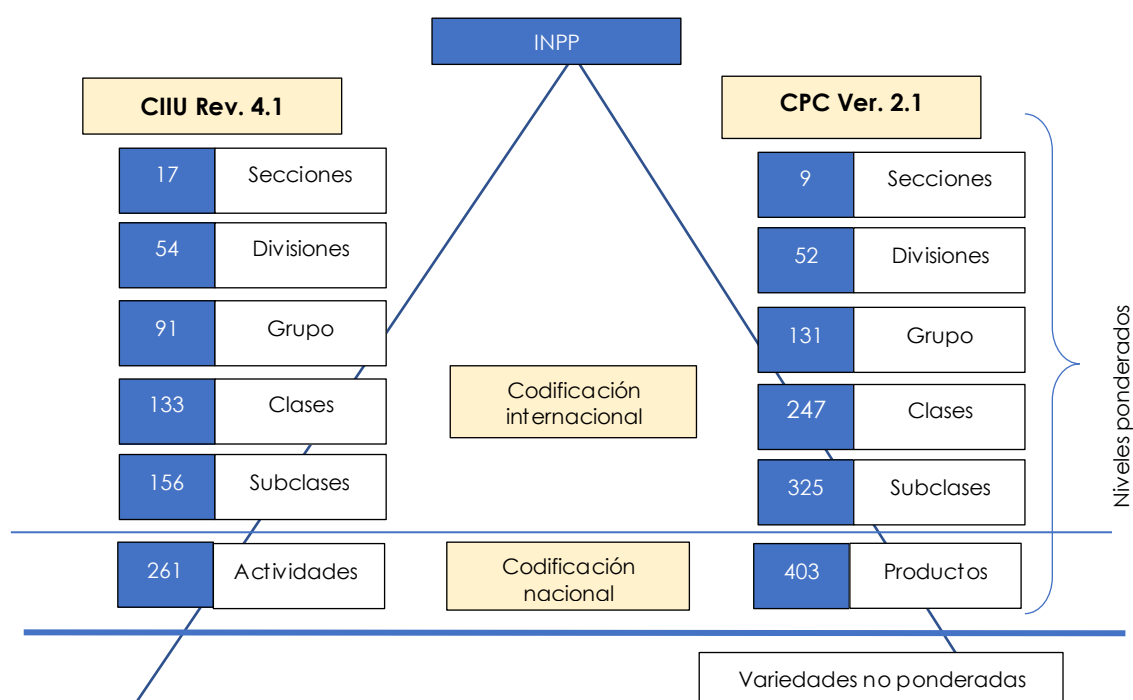 INPP
CIIU Rev. 4.1
CPC Ver. 2.1
17 Secciones
9 Secciones
54 Divisiones
52 Divisiones
91 Grupo
131 Grupo
Codificación
internacional
133 Clases
247 Clases
156 Subclases
325 Subclases
261 Actividades
Codificación
nacional
403 Productos
Niveles ponderados
Variedades no ponderadas